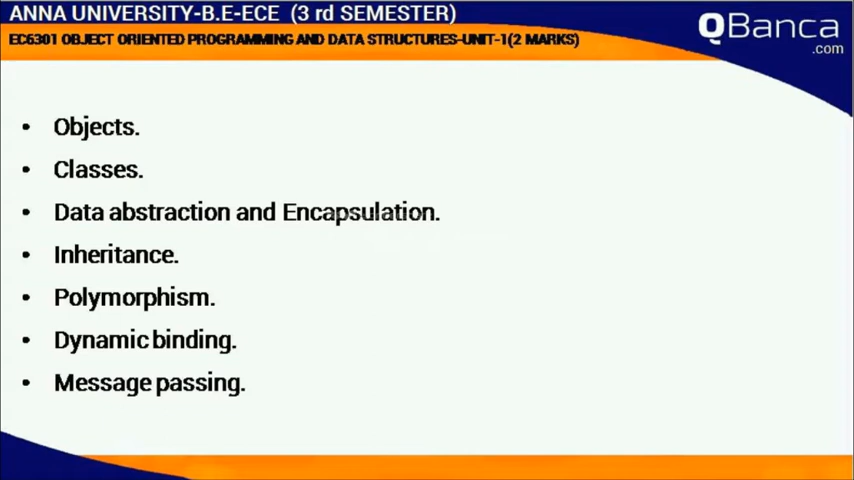 ANNA UNIVERSITY-B.E-ECE (3 rd SEMESTER)
EC6301 OBJECT ORIENTED PROGRAMMING AND DATA STRUCTURES-UNIT-1(2 MARKS)
QBanca
.com
• Objects.
• Classes.
• Data abstraction and Encapsulation.
• Inheritance.
• Polymorphism.
• Dynamic binding.
• Message passing.